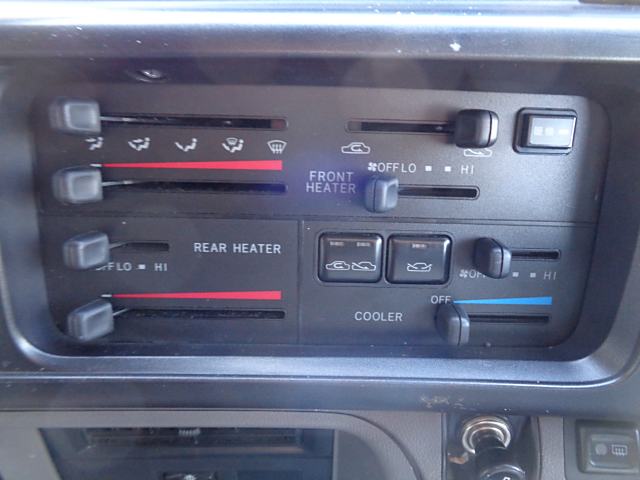 OFF LO HI
FRONT
HEATER
REAR HEATER
OFF LO HI
OFF HI
OFF
COOLER